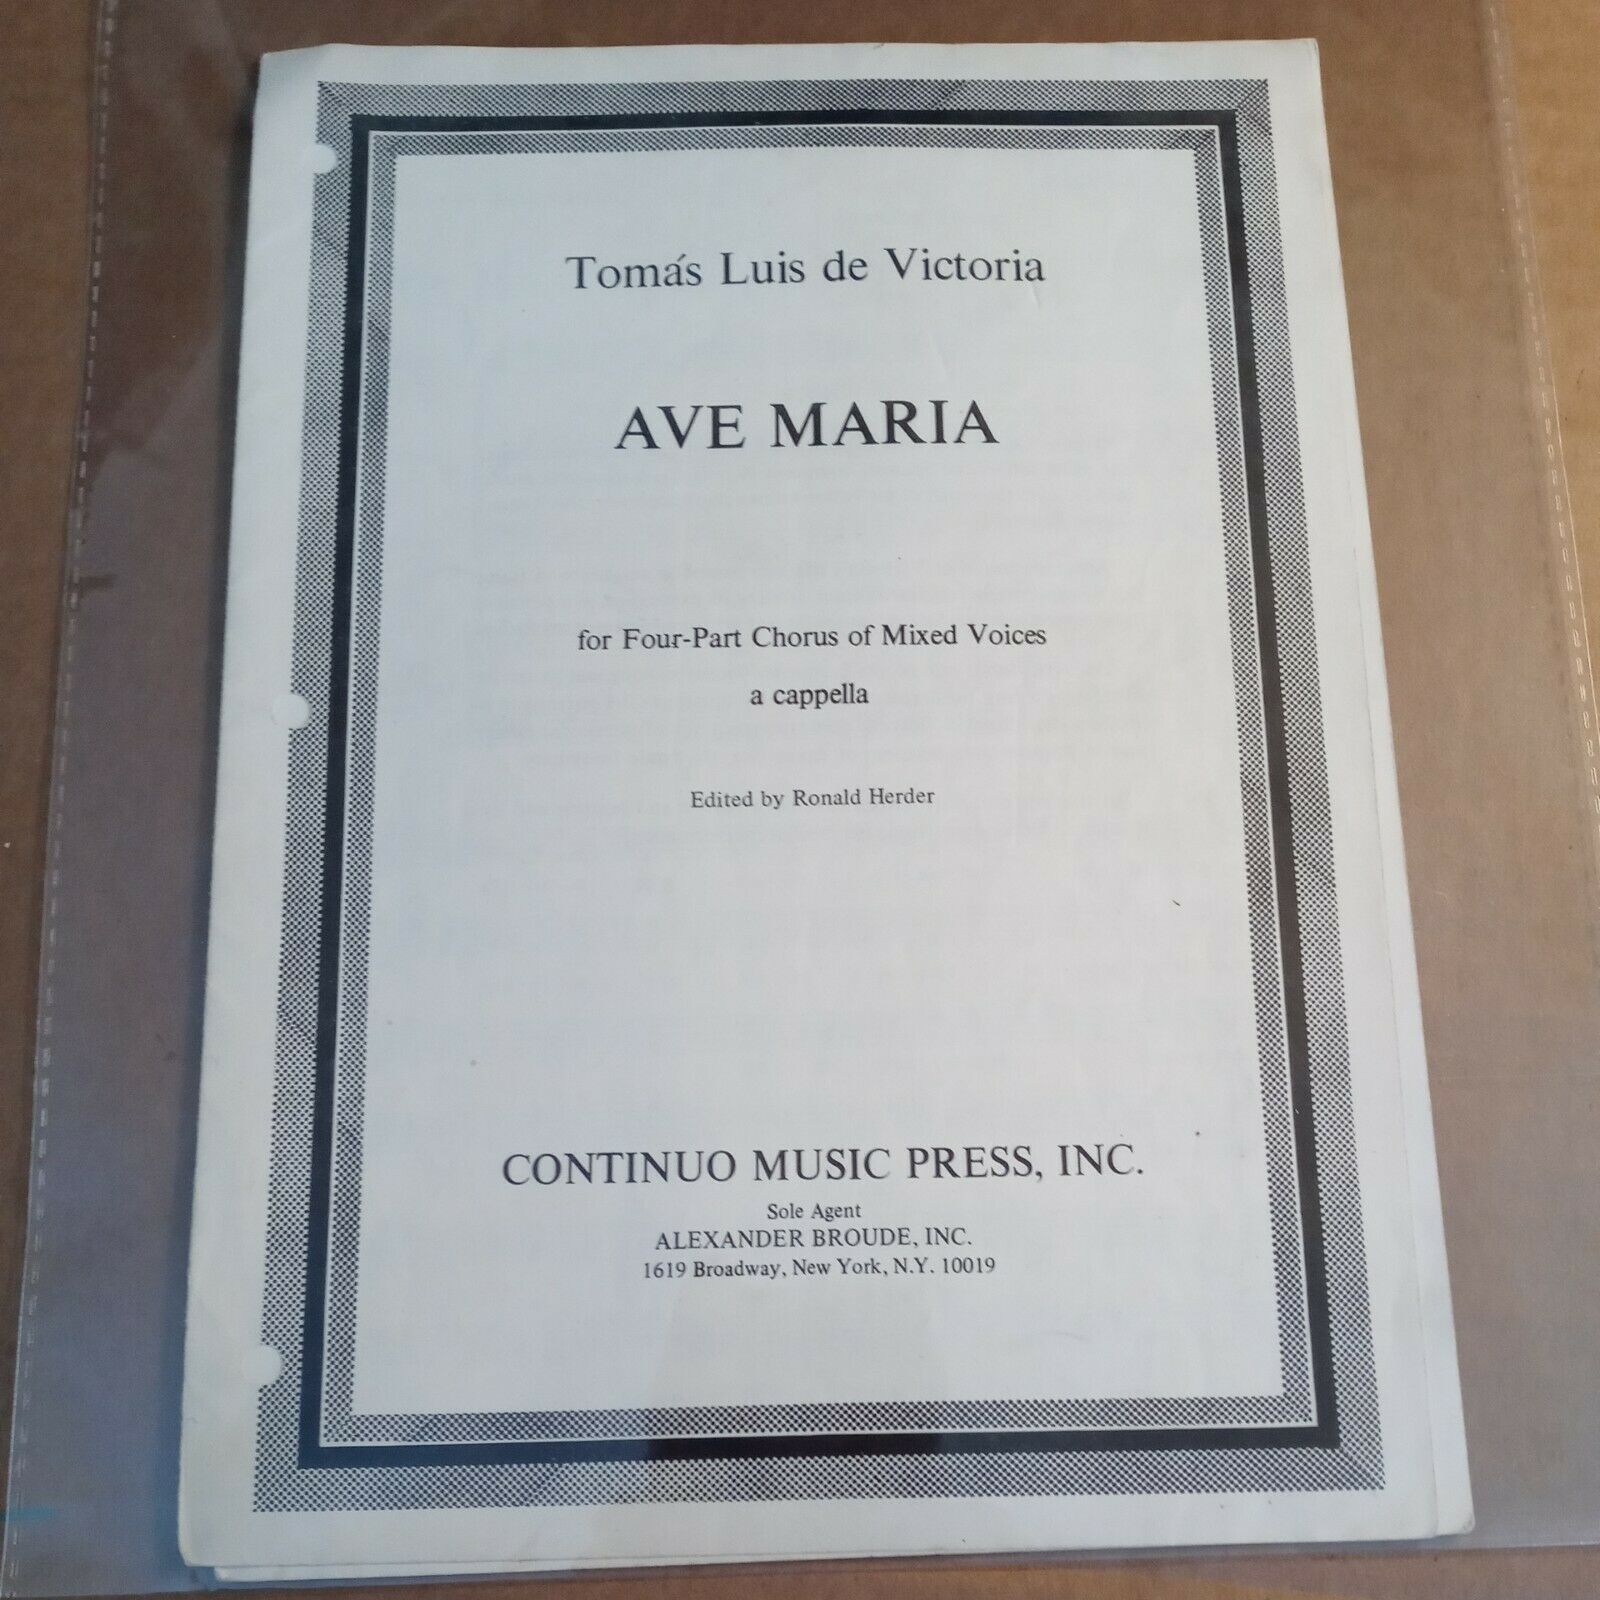 Tomás Luis de Victoria
AVE MARIA
for Four-Part Chorus of Mixed Voices
a cappella
Edited by Ronald Herder
CONTINUO MUSIC PRESS, INC.
Sole Agent
ALEXANDER BROUDE, INC.
1619 Broadway, New York, N.Y. 10019